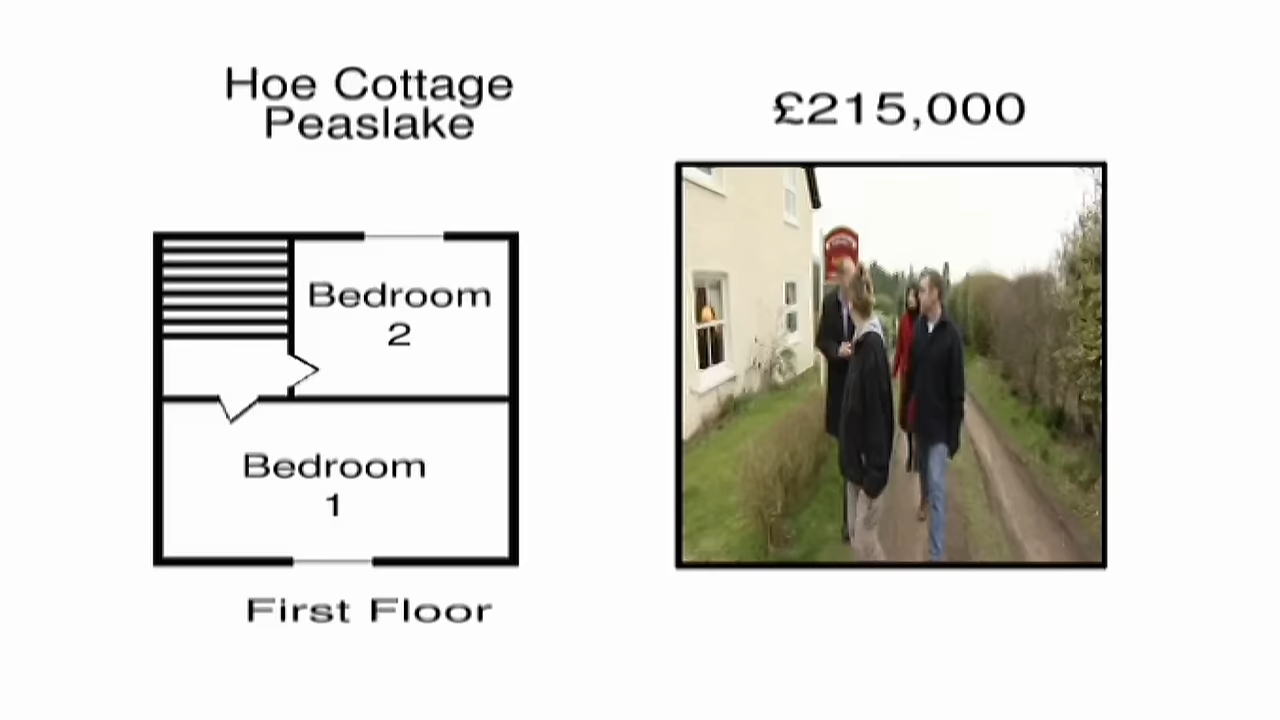 Hoe Cottage
Peaslake
£215,000
Bedroom
2
Bedroom
1
First Floor